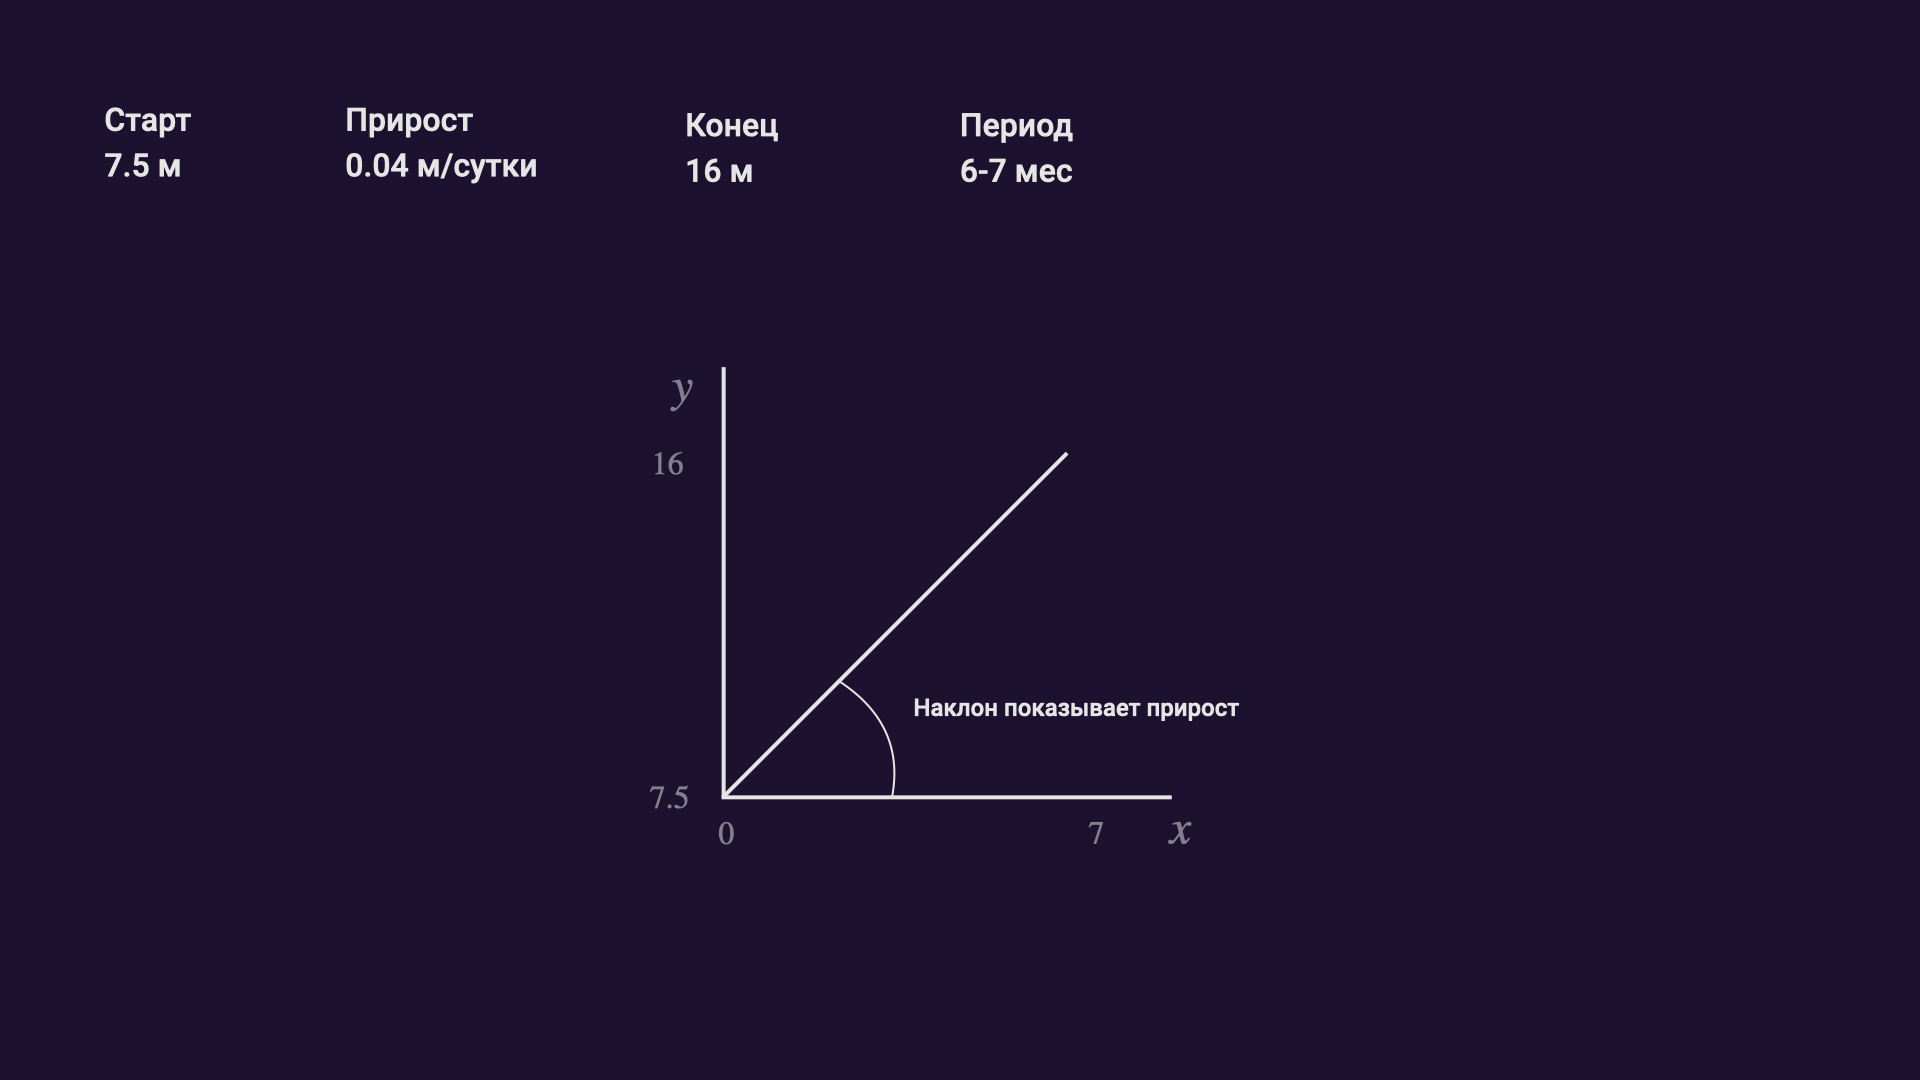 Старт
7.5 м
Прирост
0.04 м/сутки
Конец
16 м
Период
6-7 мес
y
16
Наклон показывает прирост
7.5
0
7
x